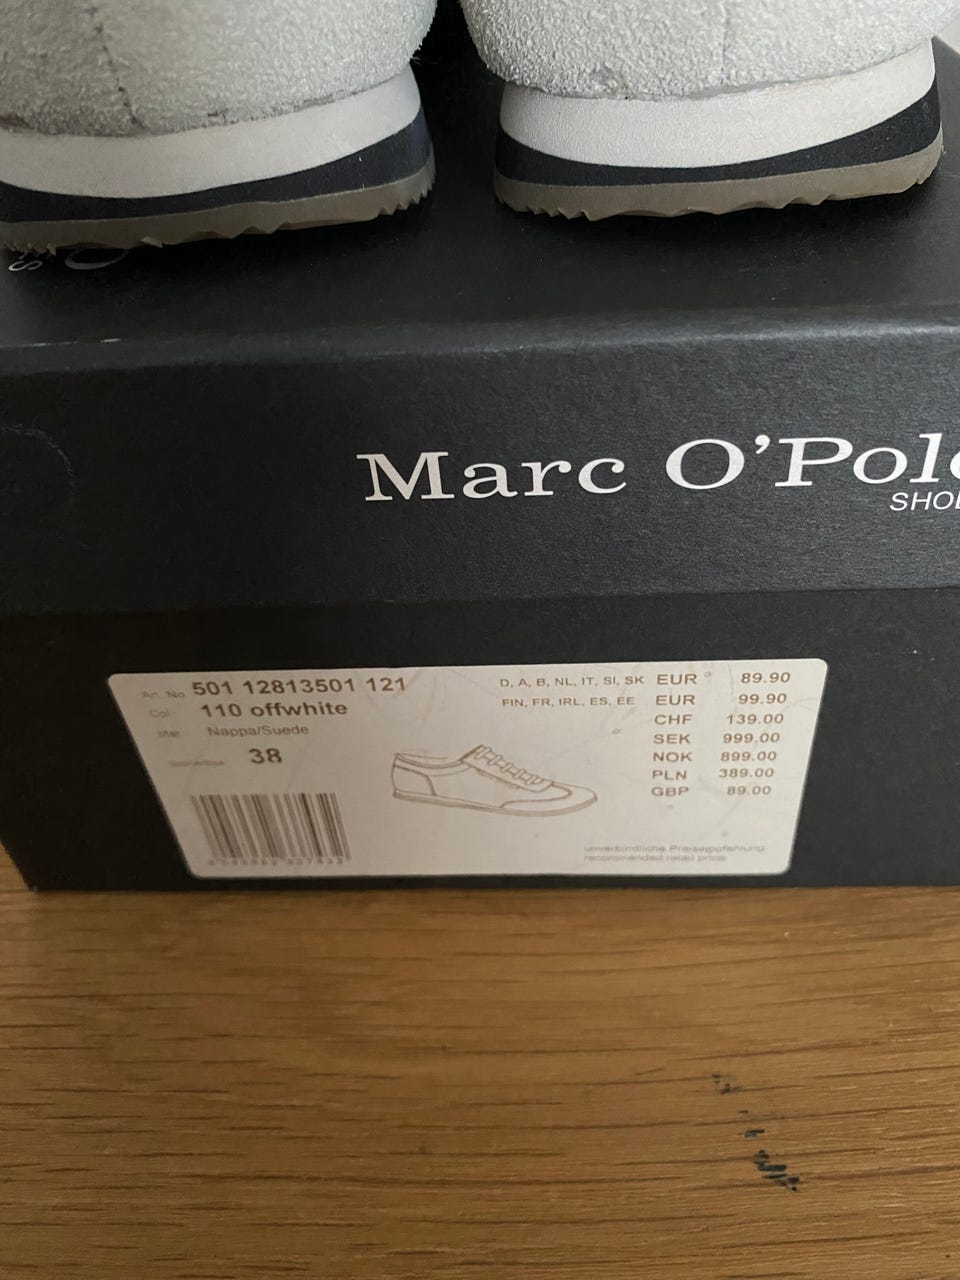 Marc O'Polo
SHOE
Art. No. 501 12813501 121
Col. 110 offwhite
Mat. Nappa/Suede
38
D, A, B, NL, IT, SI, SK EUR 89.90
FIN, FR, IRL, ES, EE EUR 99.90
CHF 139.00
SEK 999.00
NOK 899.00
PLN 389.00
GBP 89.00
unverbindliche Preisempfehlung
recommended retail price